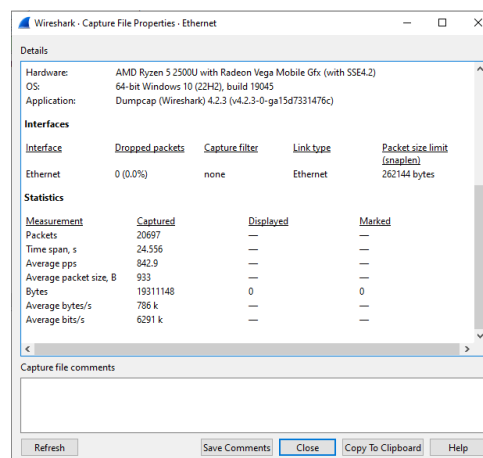 Wireshark · Capture File Properties · Ethernet
Details
Hardware: AMD Ryzen 5 2500U with Radeon Vega Mobile Gfx (with SSE4.2)
OS: 64-bit Windows 10 (22H2), build 19045
Application: Dumpcap (Wireshark) 4.2.3 (v4.2.3-0-ga15d7331476c)
Interfaces
Interface Dropped packets Capture filter Link type Packet size limit
(snaplen)
Ethernet 0 (0.0%) none Ethernet 262144 bytes
Statistics
Measurement Captured Displayed Marked
Packets 20697 — —
Time span, s 24.556 — —
Average pps 842.9 — —
Average packet size, B 933 — —
Bytes 19311148 0 0
Average bytes/s 786 k — —
Average bits/s 6291 k — —
Capture file comments
Refresh Save Comments Close Copy To Clipboard Help